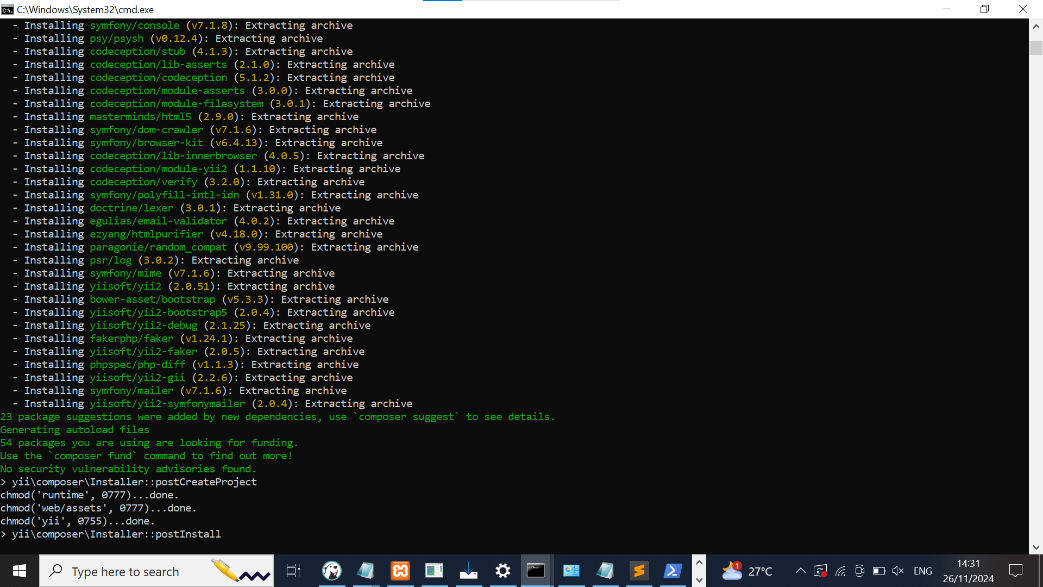 C:\Windows\System32\cmd.exe
- Installing symfony/console (v7.1.8): Extracting archive
- Installing psy/psysh (v0.12.4): Extracting archive
- Installing codeception/stub (4.1.3): Extracting archive
- Installing codeception/lib-asserts (2.1.0): Extracting archive
- Installing codeception/codeception (5.1.2): Extracting archive
- Installing codeception/module-asserts (3.0.0): Extracting archive
- Installing codeception/module-filesystem (3.0.1): Extracting archive
- Installing masterminds/html5 (2.9.0): Extracting archive
- Installing symfony/dom-crawler (v7.1.6): Extracting archive
- Installing symfony/browser-kit (v6.4.13): Extracting archive
- Installing codeception/lib-innerbrowser (4.0.5): Extracting archive
- Installing codeception/module-yii2 (1.1.10): Extracting archive
- Installing codeception/verify (3.2.0): Extracting archive
- Installing symfony/polyfill-intl-idn (v1.31.0): Extracting archive
- Installing doctrine/lexer (3.0.1): Extracting archive
- Installing egulias/email-validator (4.0.2): Extracting archive
- Installing ezyang/htmlpurifier (v4.18.0): Extracting archive
- Installing paragonie/random_compat (v9.99.100): Extracting archive
- Installing psr/log (3.0.2): Extracting archive
- Installing symfony/mime (v7.1.6): Extracting archive
- Installing yiisoft/yii2 (2.0.51): Extracting archive
- Installing bower-asset/bootstrap (v5.3.3): Extracting archive
- Installing yiisoft/yii2-bootstrap5 (2.0.4): Extracting archive
- Installing yiisoft/yii2-debug (2.1.25): Extracting archive
- Installing fakerphp/faker (v1.24.1): Extracting archive
- Installing yiisoft/yii2-faker (2.0.5): Extracting archive
- Installing phpspec/php-diff (v1.1.3): Extracting archive
- Installing yiisoft/yii2-gii (2.2.6): Extracting archive
- Installing symfony/mailer (v7.1.6): Extracting archive
- Installing yiisoft/yii2-symfonymailer (2.0.4): Extracting archive
23 package suggestions were added by new dependencies, use `composer suggest` to see details.
Generating autoload files
54 packages you are using are looking for funding.
Use the `composer fund` command to find out more!
No security vulnerability advisories found.
> yii\composer\Installer::postCreateProject
chmod('runtime', 0777)...done.
chmod('web/assets', 0777)...done.
chmod('yii', 0755)...done.
> yii\composer\Installer::postInstall
Type here to search
1
27°C
ENG
14:31
26/11/2024